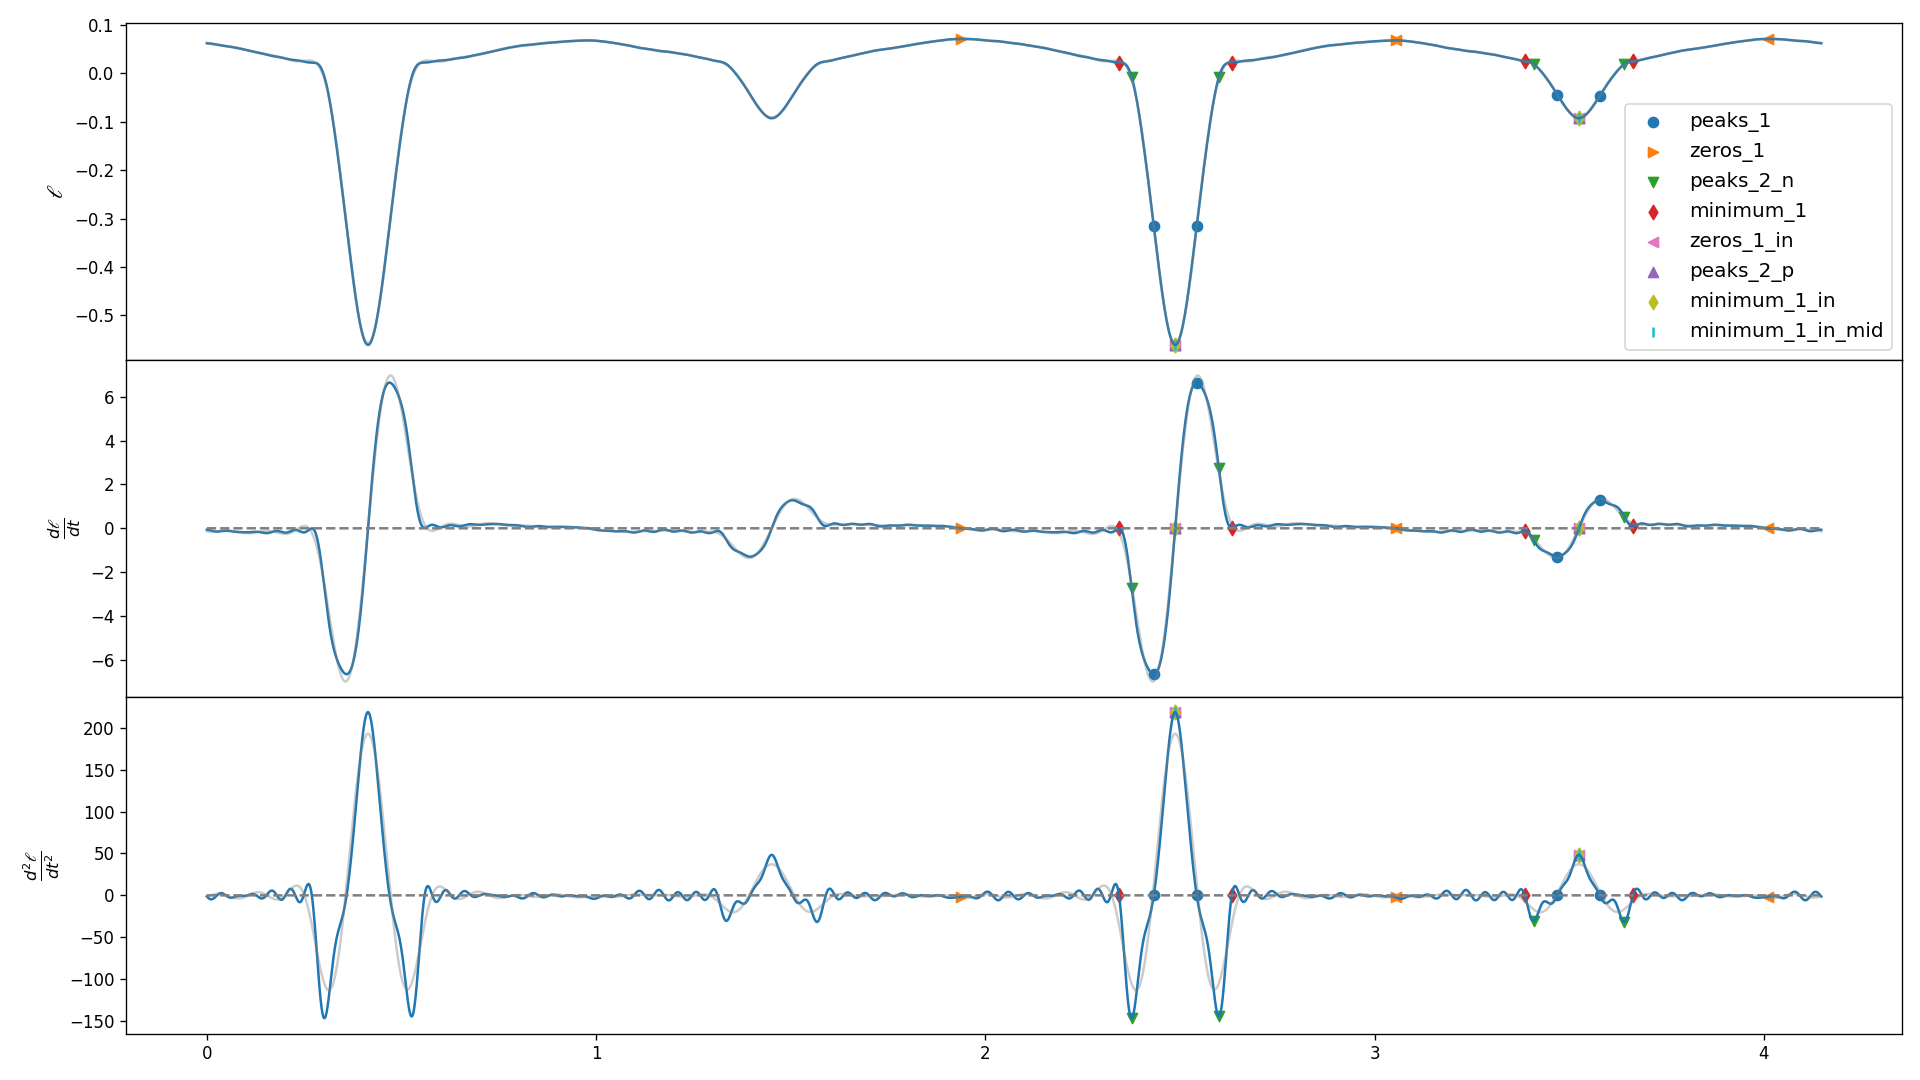 0.1
0.0
−0.1
−0.2
−0.3
−0.4
−0.5
ℓ
peaks_1
zeros_1
peaks_2_n
minimum_1
zeros_1_in
peaks_2_p
minimum_1_in
minimum_1_in_mid
6
4
2
0
−2
−4
−6
dℓ
dt
200
150
100
50
0
−50
−100
−150
d²ℓ
dt²
0 1 2 3 4